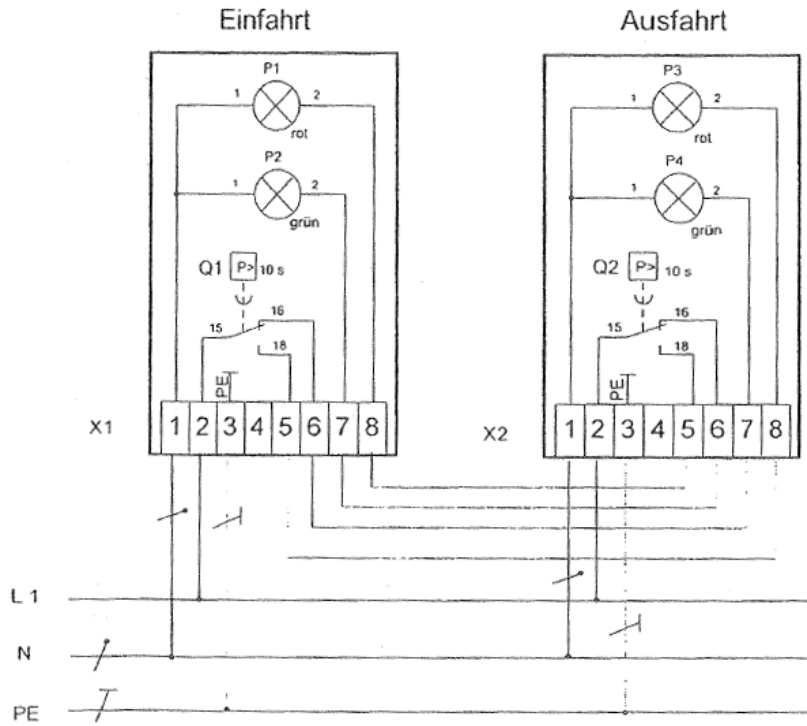 Einfahrt Ausfahrt
P1 P3
1 2 1 2
rot rot
P2 P4
1 2 1 2
grün grün
Q1 P> 10 s Q2 P> 10 s
16 16
15 15
18 18
PE PE
X1 1 2 3 4 5 6 7 8 X2 1 2 3 4 5 6 7 8
L 1
N
PE